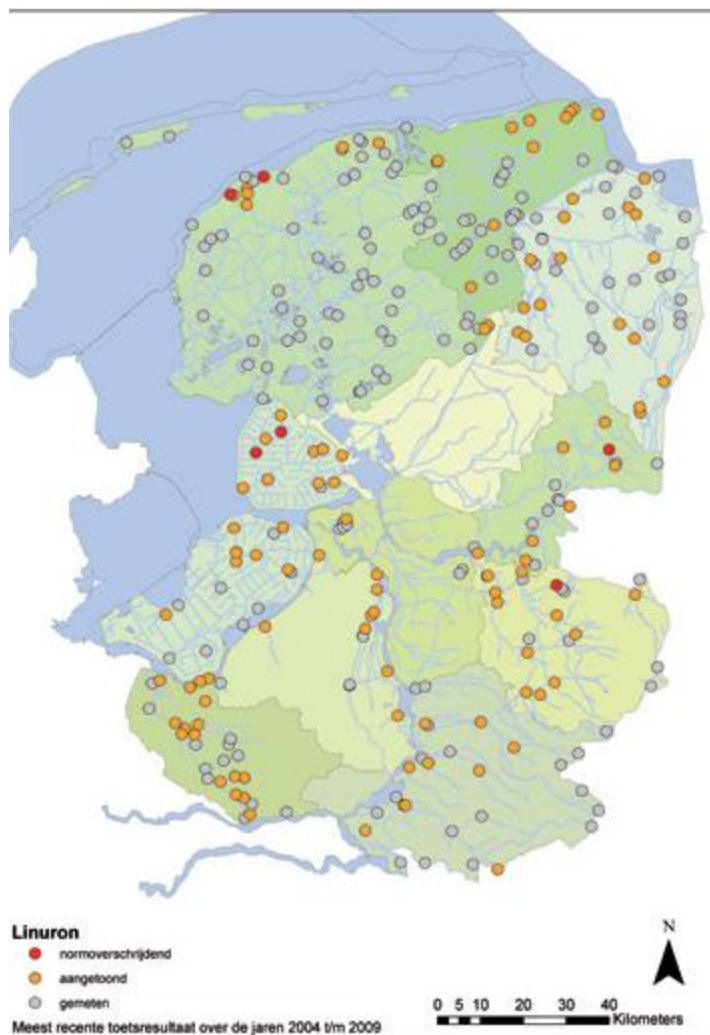 Linuron
normoverschrijdend
aangetoond
gemeten
Meest recente toetsresultaat over de jaren 2004 t/m 2009
N
0 5 10 20 30 40
Kilometers